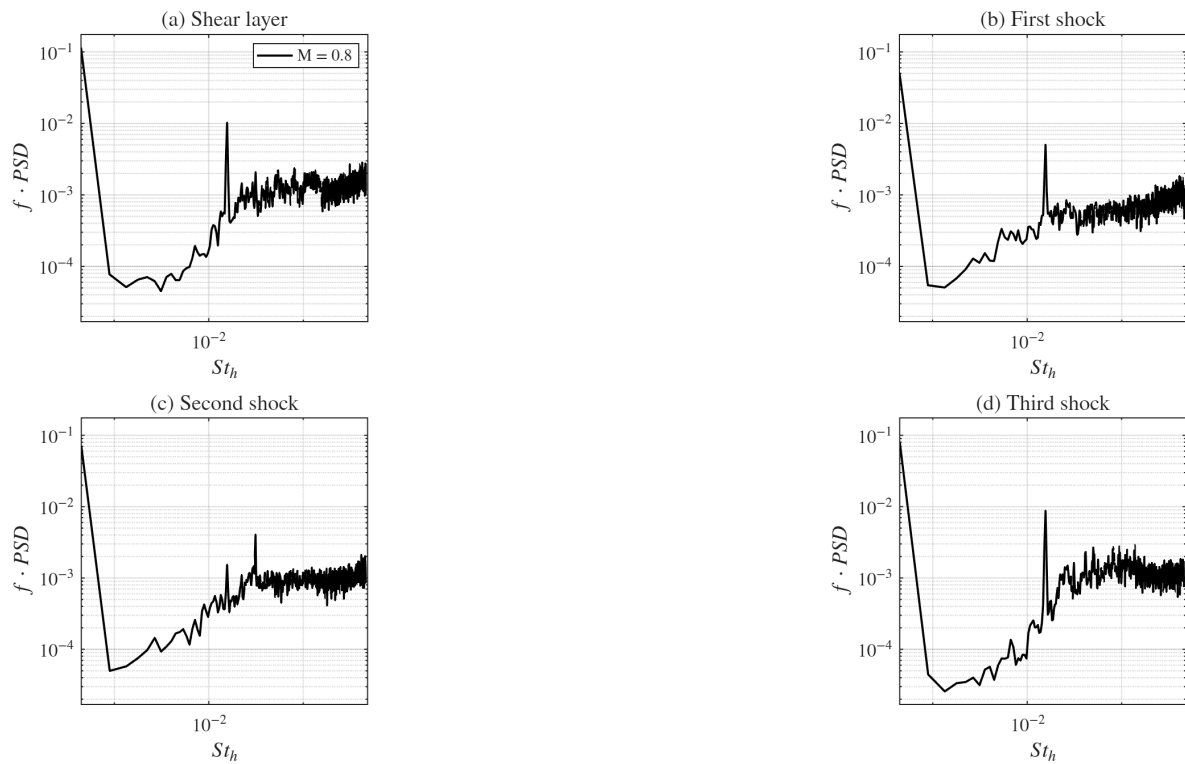 (a) Shear layer
M = 0.8
10⁻¹
10⁻²
10⁻³
10⁻⁴
f · PSD
10⁻²
St_h
(b) First shock
10⁻¹
10⁻²
10⁻³
10⁻⁴
f · PSD
10⁻²
St_h
(c) Second shock
10⁻¹
10⁻²
10⁻³
10⁻⁴
f · PSD
10⁻²
St_h
(d) Third shock
10⁻¹
10⁻²
10⁻³
10⁻⁴
f · PSD
10⁻²
St_h